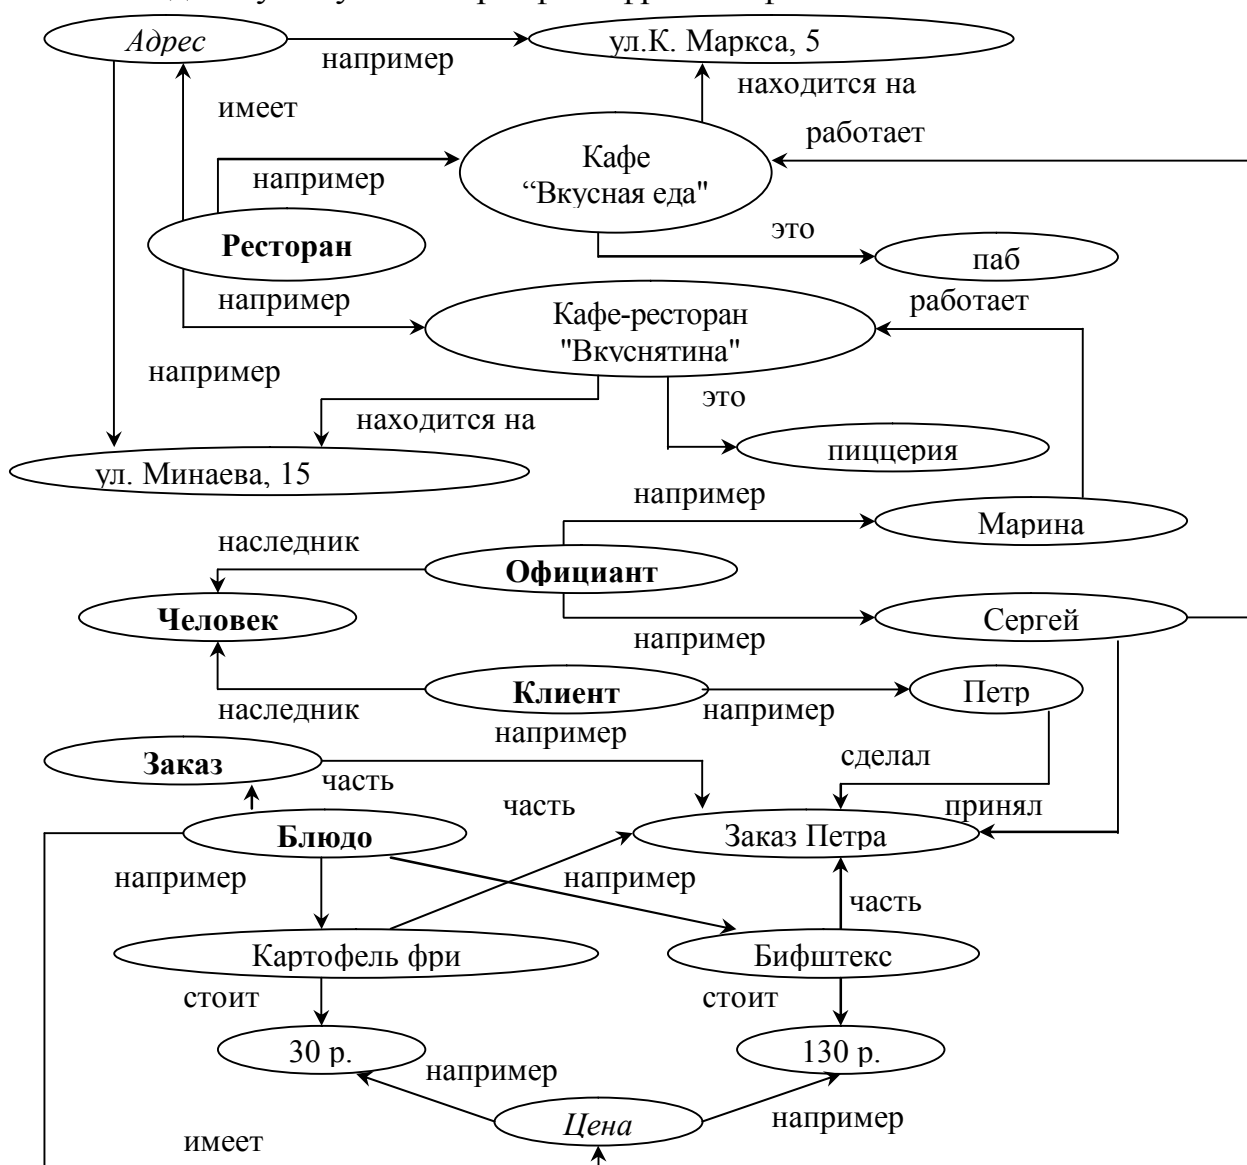 Адрес
ул.К. Маркса, 5
например
находится на
имеет
работает
Кафе
“Вкусная еда"
например
Ресторан
это
паб
например
работает
Кафе-ресторан
"Вкуснятина"
например
это
находится на
пиццерия
ул. Минаева, 15
например
Марина
наследник
Официант
Человек
Сергей
например
Клиент
Петр
наследник
например
например
Заказ
сделал
часть
часть
принял
Блюдо
Заказ Петра
например
например
часть
Картофель фри
Бифштекс
стоит
стоит
30 р.
130 р.
например
Цена
например
имеет